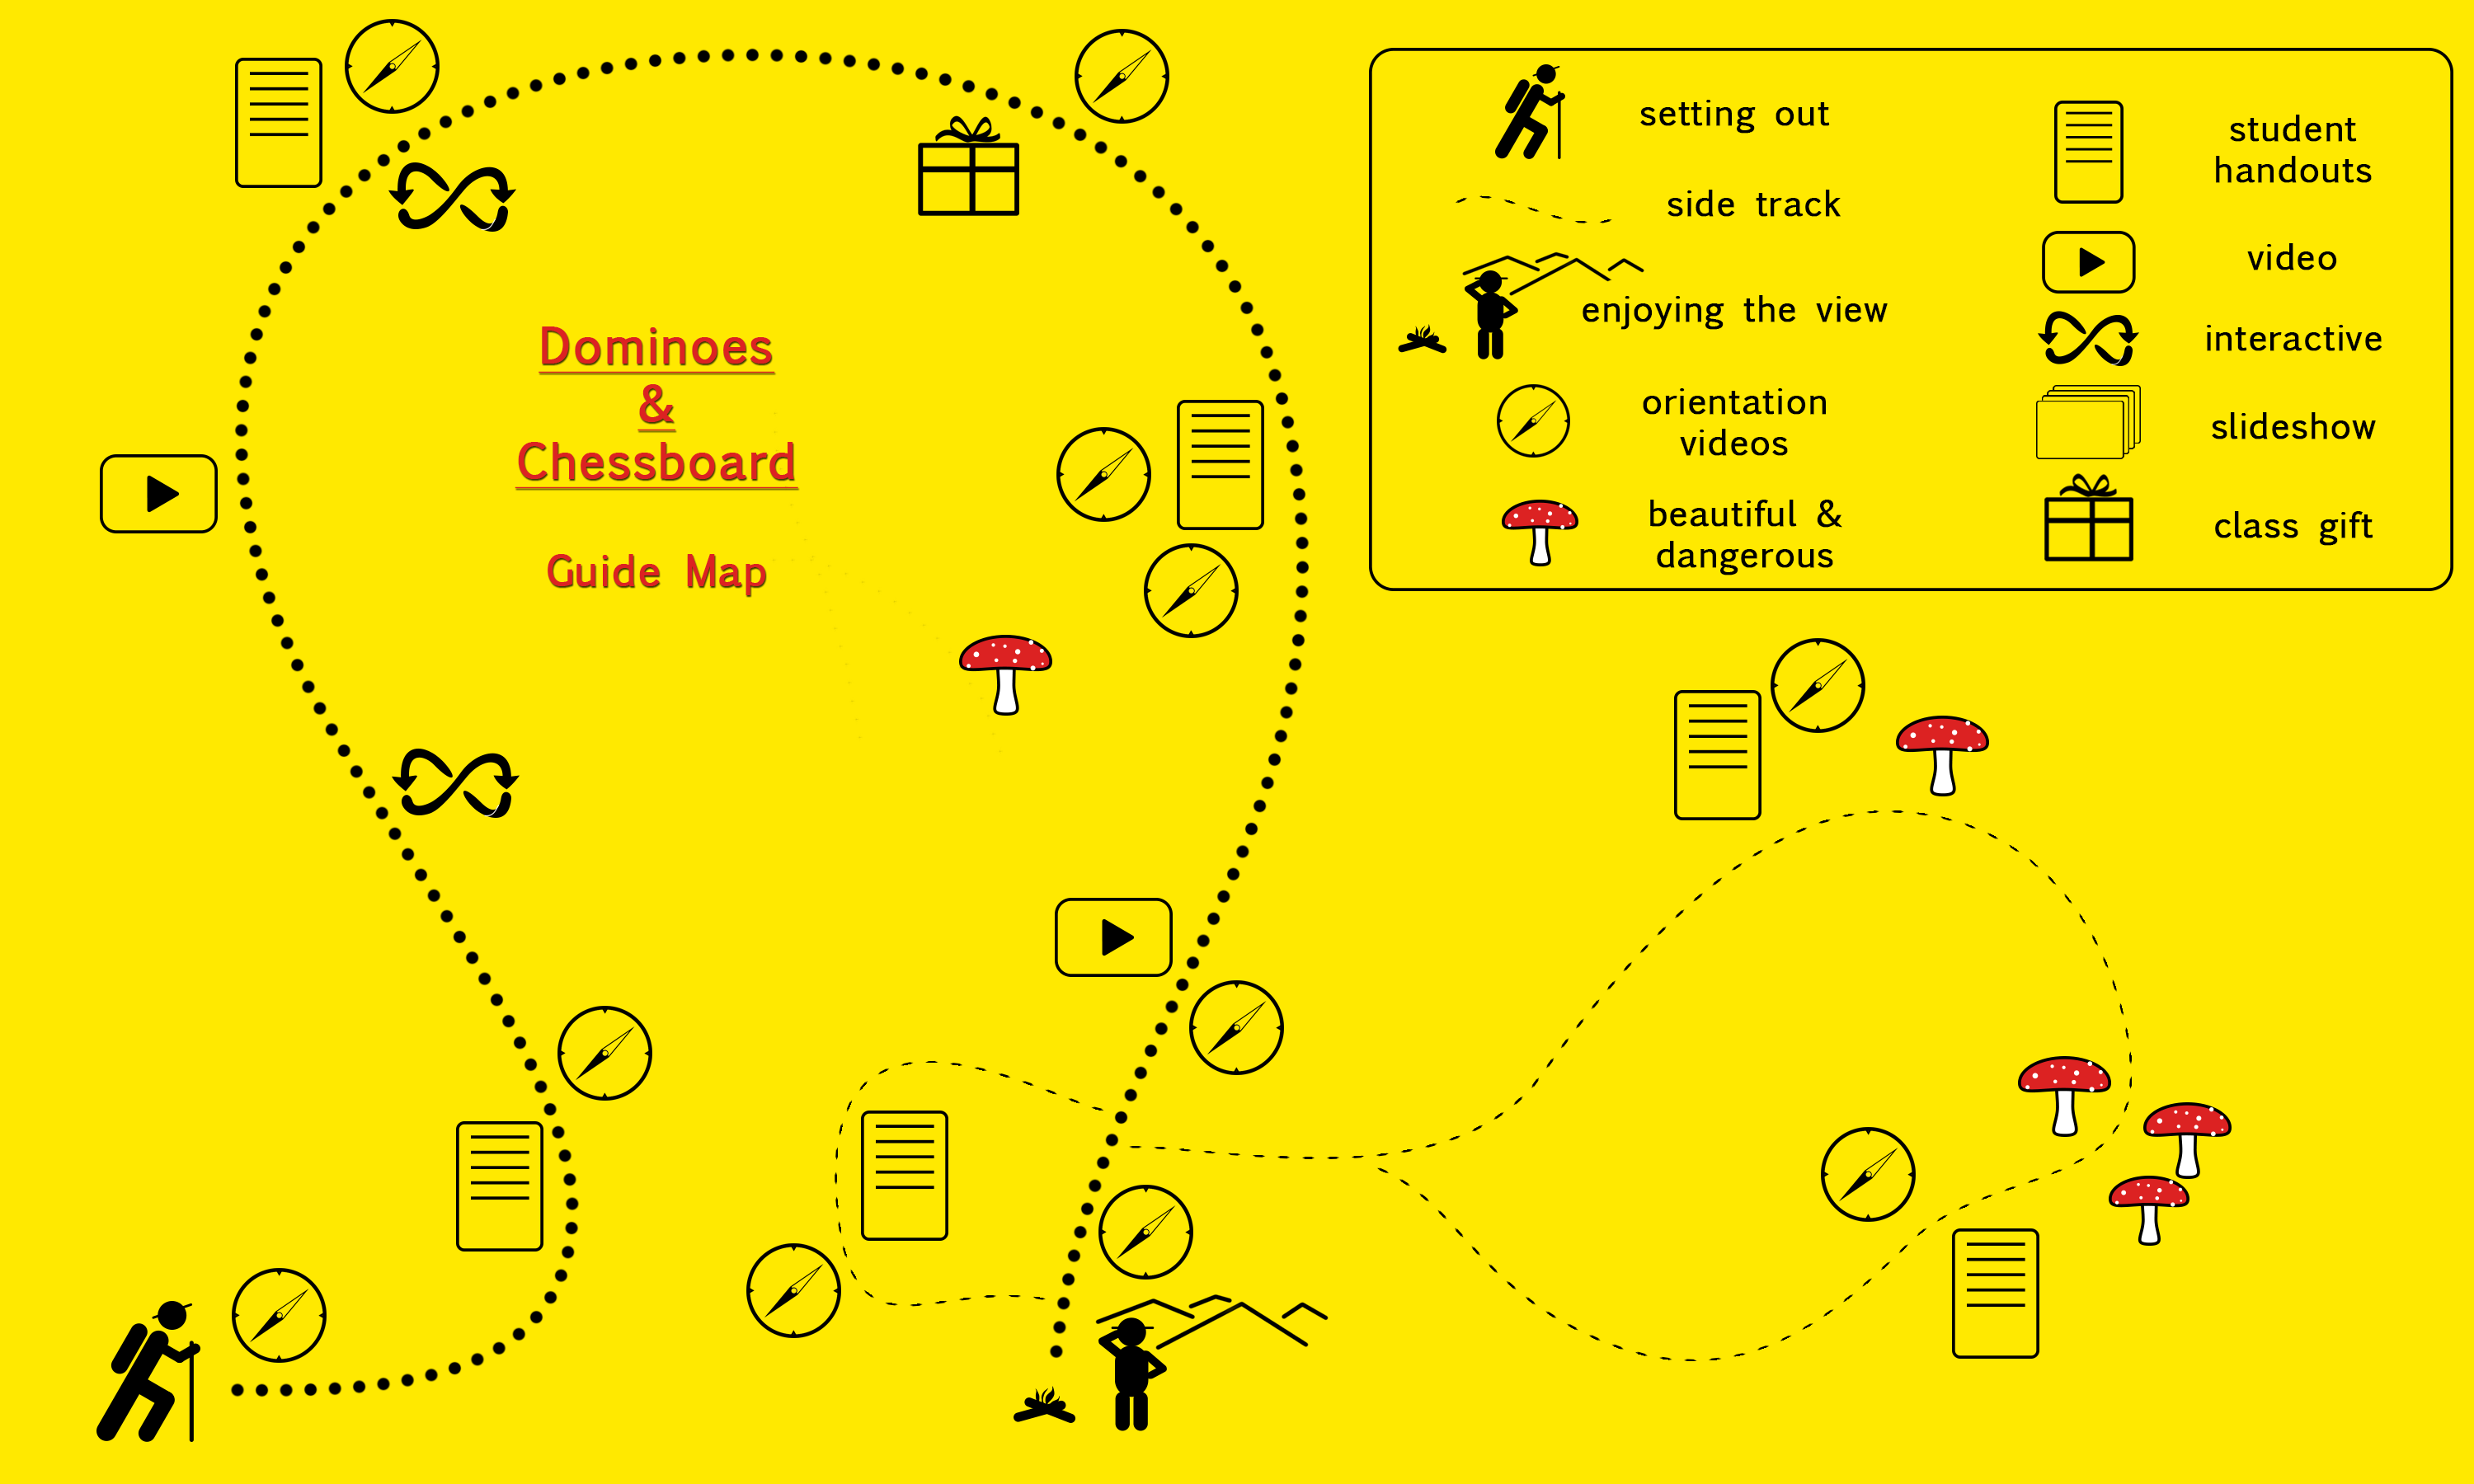 Dominoes
&
Chessboard
Guide Map
setting out
side track
enjoying the view
orientation
videos
beautiful &
dangerous
student
handouts
video
interactive
slideshow
class gift